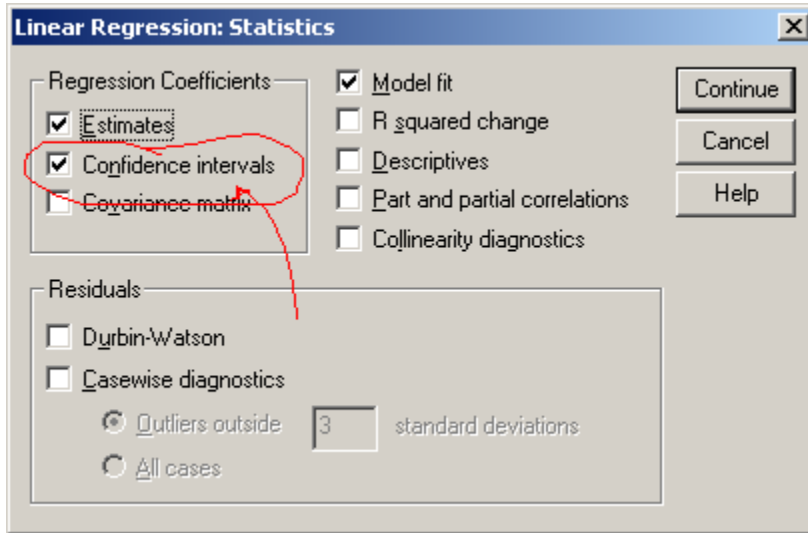 Linear Regression: Statistics
Regression Coefficients
Estimates
Confidence intervals
Covariance matrix
Model fit
R squared change
Descriptives
Part and partial correlations
Collinearity diagnostics
Continue
Cancel
Help
Residuals
Durbin-Watson
Casewise diagnostics
Outliers outside 3 standard deviations
All cases